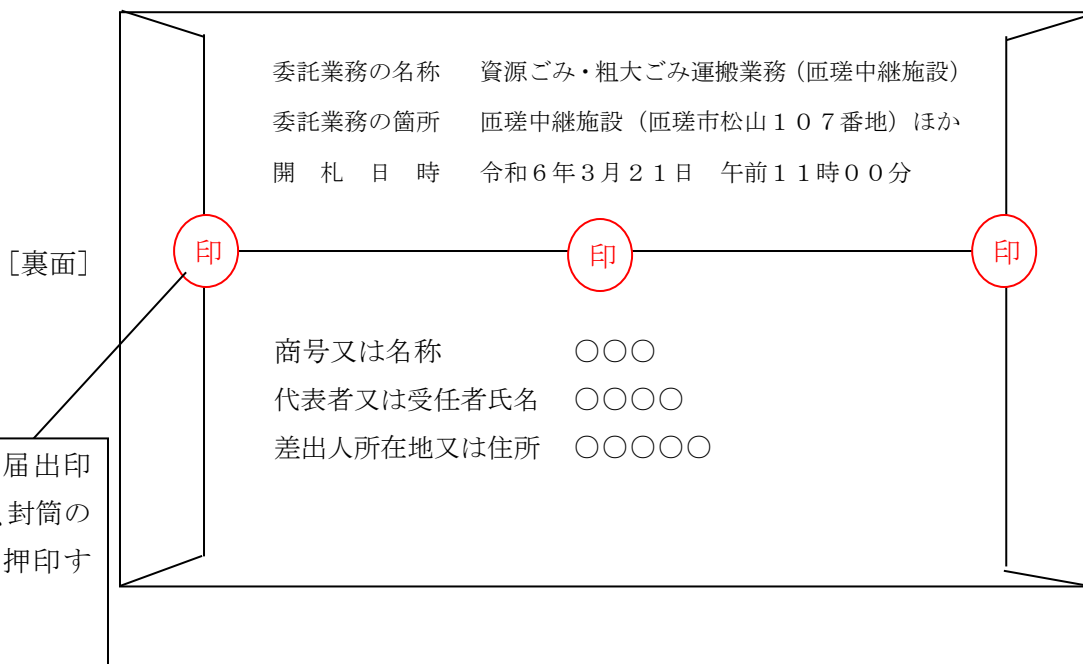 委託業務の名称　資源ごみ・粗大ごみ運搬業務（匝瑳中継施設）
委託業務の箇所　匝瑳中継施設（匝瑳市松山１０７番地）ほか
開　札　日　時　令和６年３月２１日　午前１１時００分
印
印
印
［裏面］
商号又は名称　○○○
代表者又は受任者氏名　○○○○
差出人所在地又は住所　○○○○○
届出印
、封筒の
押印す